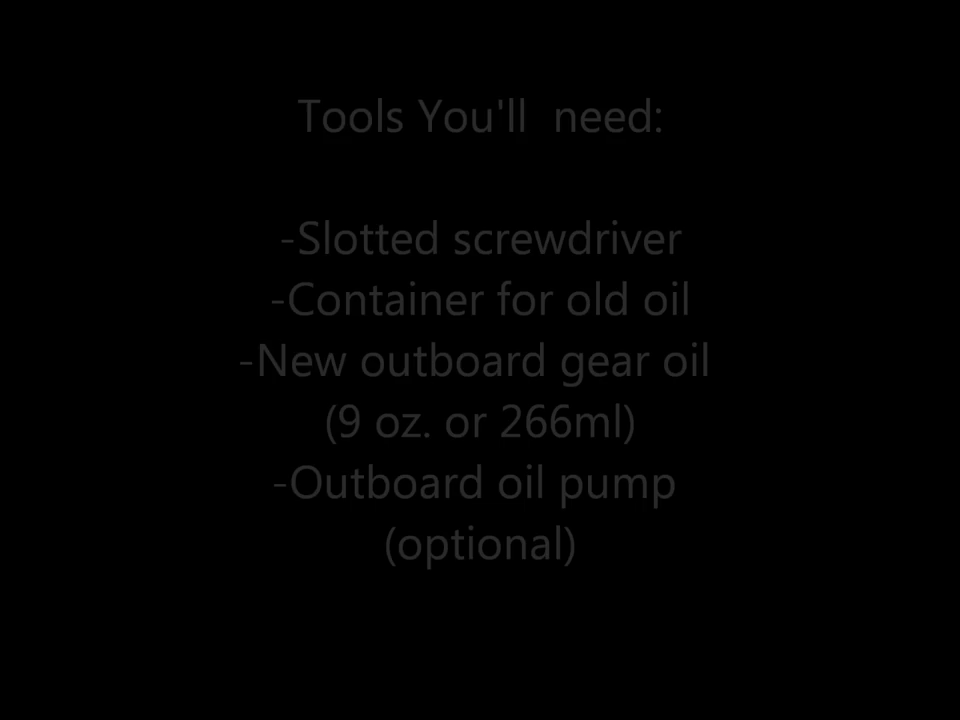 Tools You'll  need:
-Slotted screwdriver
-Container for old oil
-New outboard gear oil
(9 oz. or 266ml)
-Outboard oil pump
(optional)